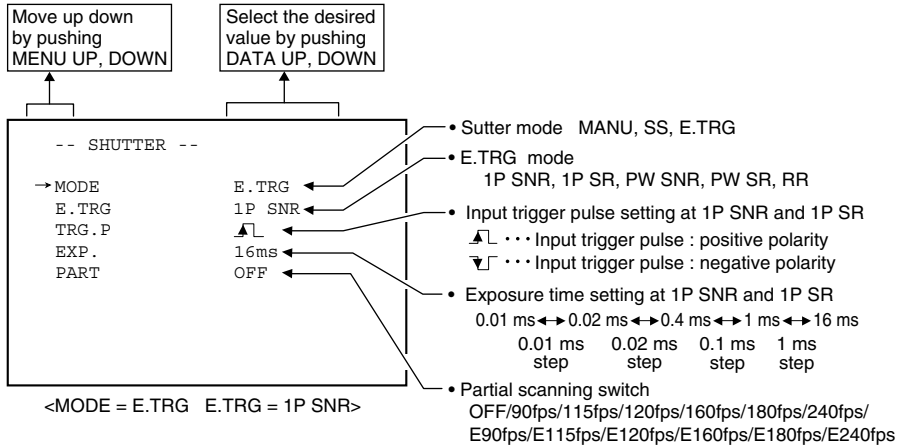 Move up down
by pushing
MENU UP, DOWN
Select the desired
value by pushing
DATA UP, DOWN
-- SHUTTER --
→MODE E.TRG
E.TRG 1P SNR
TRG.P
EXP. 16ms
PART OFF
<MODE = E.TRG E.TRG = 1P SNR>
• Sutter mode MANU, SS, E.TRG
• E.TRG mode
1P SNR, 1P SR, PW SNR, PW SR, RR
• Input trigger pulse setting at 1P SNR and 1P SR
··· Input trigger pulse : positive polarity
··· Input trigger pulse : negative polarity
• Exposure time setting at 1P SNR and 1P SR
0.01 ms↔0.02 ms↔0.4 ms↔1 ms↔16 ms
0.01 ms 0.02 ms 0.1 ms 1 ms
step step step step
• Partial scanning switch
OFF/90fps/115fps/120fps/160fps/180fps/240fps/
E90fps/E115fps/E120fps/E160fps/E180fps/E240fps